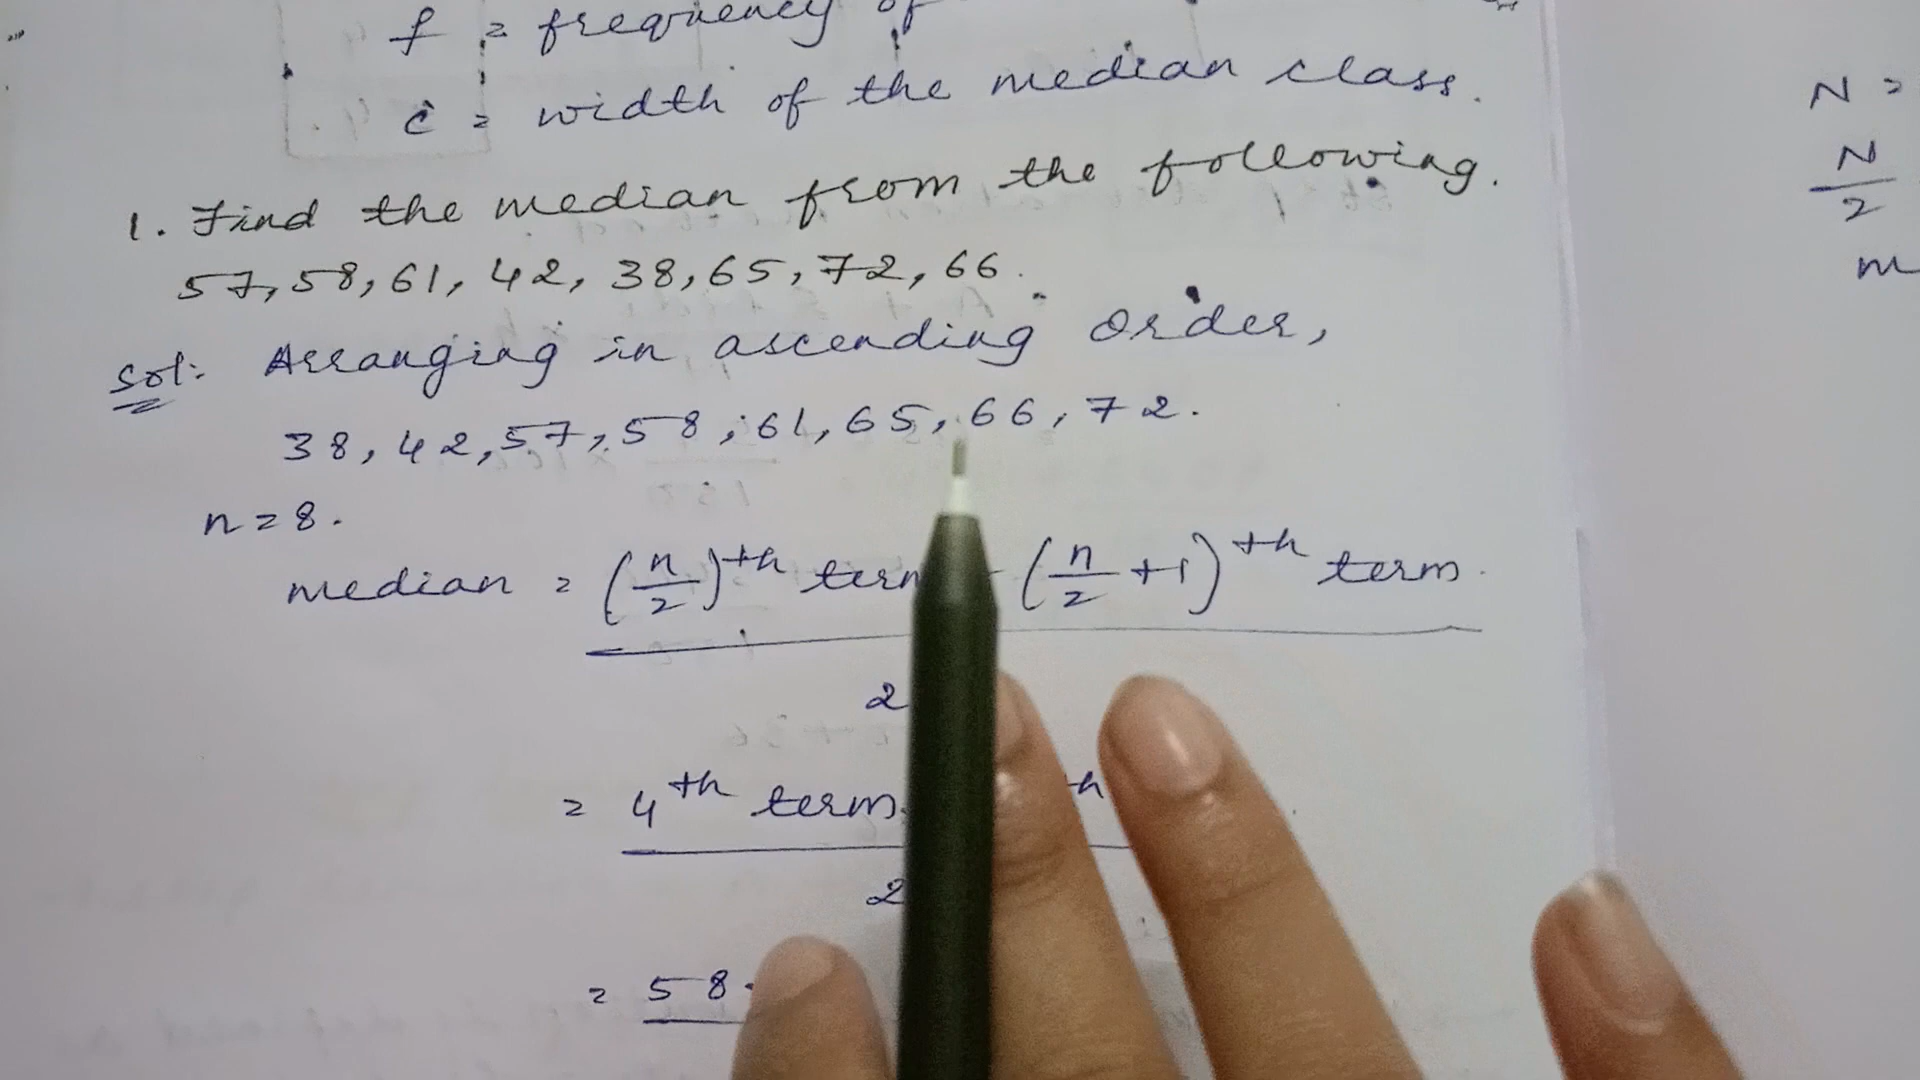 f = frequency of
c = width of the median class.
1. Find the median from the following.
57, 58, 61, 42, 38, 65, 72, 66.
Sol: Arranging in ascending order,
38, 42, 57, 58, 61, 65, 66, 72.
n = 8.
median = (n/2)th term (n/2 + 1)th term.
2
= 4th term
2
= 58
N =
N/2